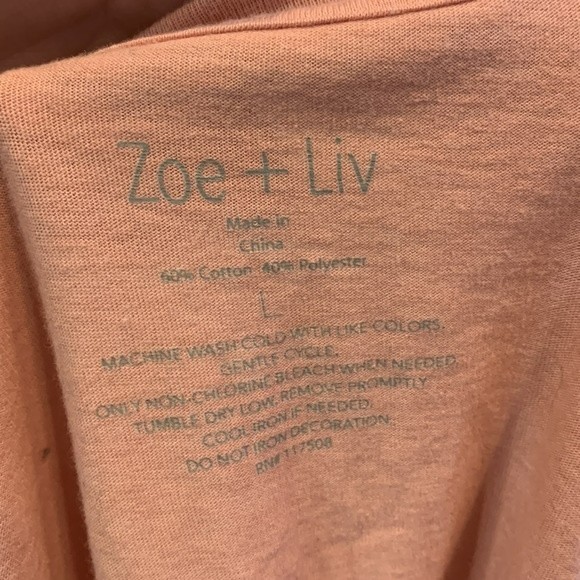 Zoe + Liv
Made in
China
60% Cotton 40% Polyester
L
MACHINE WASH COLD WITH LIKE COLORS.
GENTLE CYCLE.
ONLY NON-CHLORINE BLEACH WHEN NEEDED.
TUMBLE DRY LOW. REMOVE PROMPTLY
COOL IRON IF NEEDED.
DO NOT IRON DECORATION.
RN# 117508